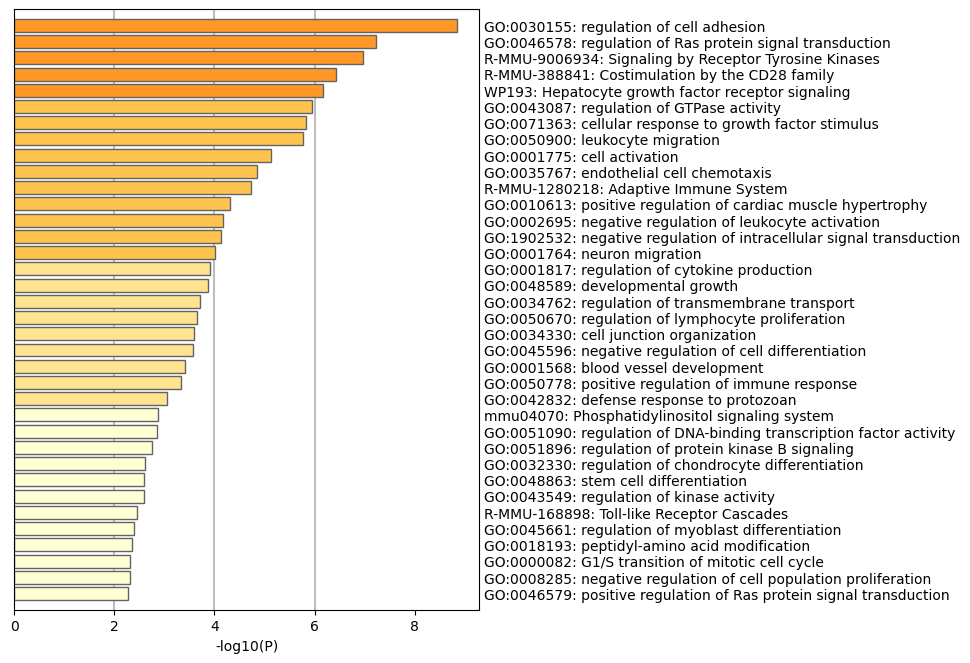 GO:0030155: regulation of cell adhesion
GO:0046578: regulation of Ras protein signal transduction
R-MMU-9006934: Signaling by Receptor Tyrosine Kinases
R-MMU-388841: Costimulation by the CD28 family
WP193: Hepatocyte growth factor receptor signaling
GO:0043087: regulation of GTPase activity
GO:0071363: cellular response to growth factor stimulus
GO:0050900: leukocyte migration
GO:0001775: cell activation
GO:0035767: endothelial cell chemotaxis
R-MMU-1280218: Adaptive Immune System
GO:0010613: positive regulation of cardiac muscle hypertrophy
GO:0002695: negative regulation of leukocyte activation
GO:1902532: negative regulation of intracellular signal transduction
GO:0001764: neuron migration
GO:0001817: regulation of cytokine production
GO:0048589: developmental growth
GO:0034762: regulation of transmembrane transport
GO:0050670: regulation of lymphocyte proliferation
GO:0034330: cell junction organization
GO:0045596: negative regulation of cell differentiation
GO:0001568: blood vessel development
GO:0050778: positive regulation of immune response
GO:0042832: defense response to protozoan
mmu04070: Phosphatidylinositol signaling system
GO:0051090: regulation of DNA-binding transcription factor activity
GO:0051896: regulation of protein kinase B signaling
GO:0032330: regulation of chondrocyte differentiation
GO:0048863: stem cell differentiation
GO:0043549: regulation of kinase activity
R-MMU-168898: Toll-like Receptor Cascades
GO:0045661: regulation of myoblast differentiation
GO:0018193: peptidyl-amino acid modification
GO:0000082: G1/S transition of mitotic cell cycle
GO:0008285: negative regulation of cell population proliferation
GO:0046579: positive regulation of Ras protein signal transduction
0 2 4 6 8
-log10(P)